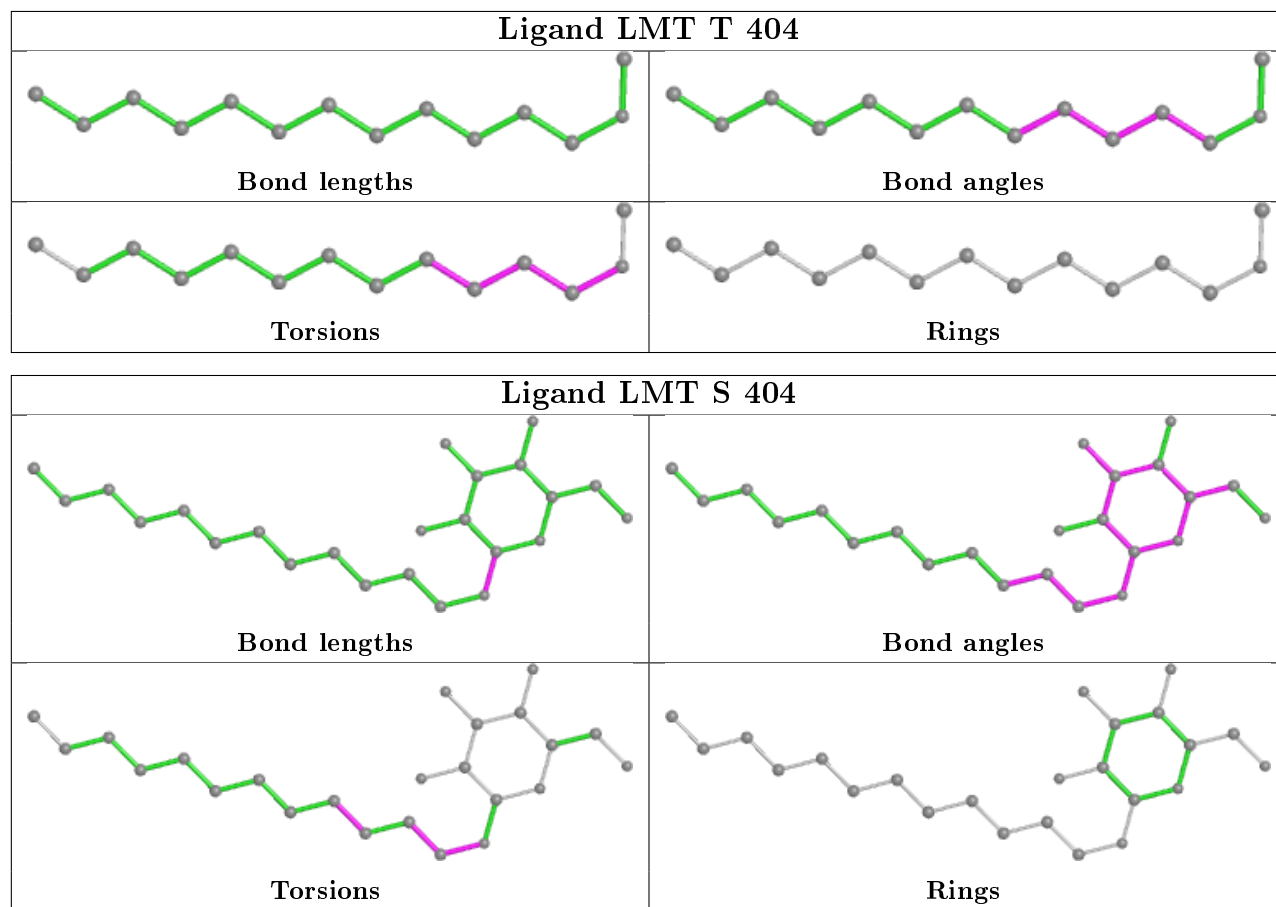 Ligand LMT T 404
Bond lengths
Bond angles
Torsions
Rings
Ligand LMT S 404
Bond lengths
Bond angles
Torsions
Rings